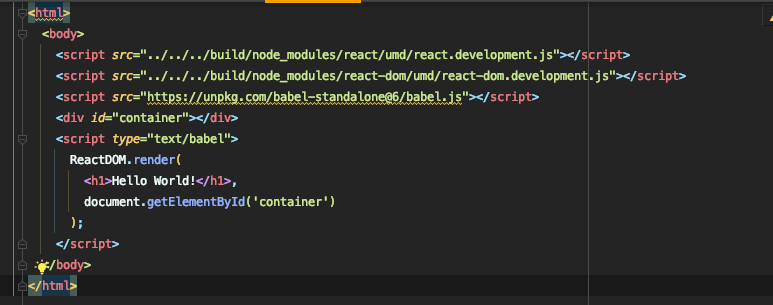 <html>
<body>
<script src="../../../build/node_modules/react/umd/react.development.js"></script>
<script src="../../../build/node_modules/react-dom/umd/react-dom.development.js"></script>
<script src="https://unpkg.com/babel-standalone@6/babel.js"></script>
<div id="container"></div>
<script type="text/babel">
ReactDOM.render(
<h1>Hello World!</h1>,
document.getElementById('container')
);
</script>
/body>
</html>